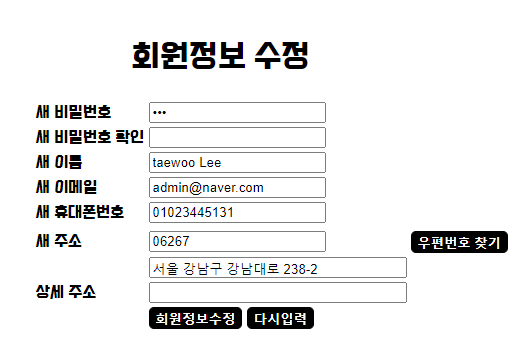 회원정보 수정
새 비밀번호 •••
새 비밀번호 확인
새 이름 taewoo Lee
새 이메일 admin@naver.com
새 휴대폰번호 01023445131
새 주소 06267 우편번호 찾기
서울 강남구 강남대로 238-2
상세 주소
회원정보수정 다시입력